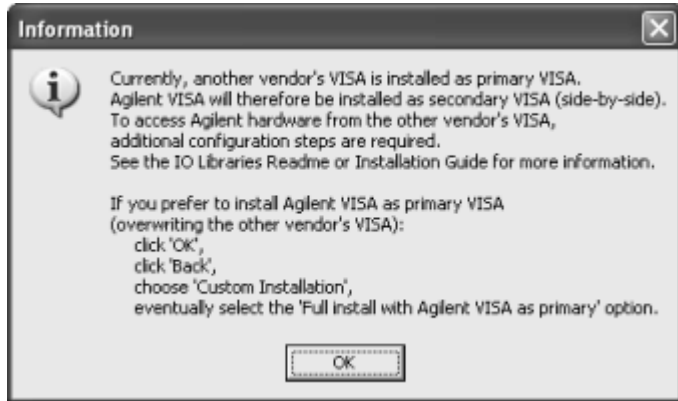 Information
Currently, another vendor's VISA is installed as primary VISA.
Agilent VISA will therefore be installed as secondary VISA (side-by-side).
To access Agilent hardware from the other vendor's VISA,
additional configuration steps are required.
See the IO Libraries Readme or Installation Guide for more information.
If you prefer to install Agilent VISA as primary VISA
(overwriting the other vendor's VISA):
click 'OK',
click 'Back',
choose 'Custom Installation',
eventually select the 'Full install with Agilent VISA as primary' option.
OK